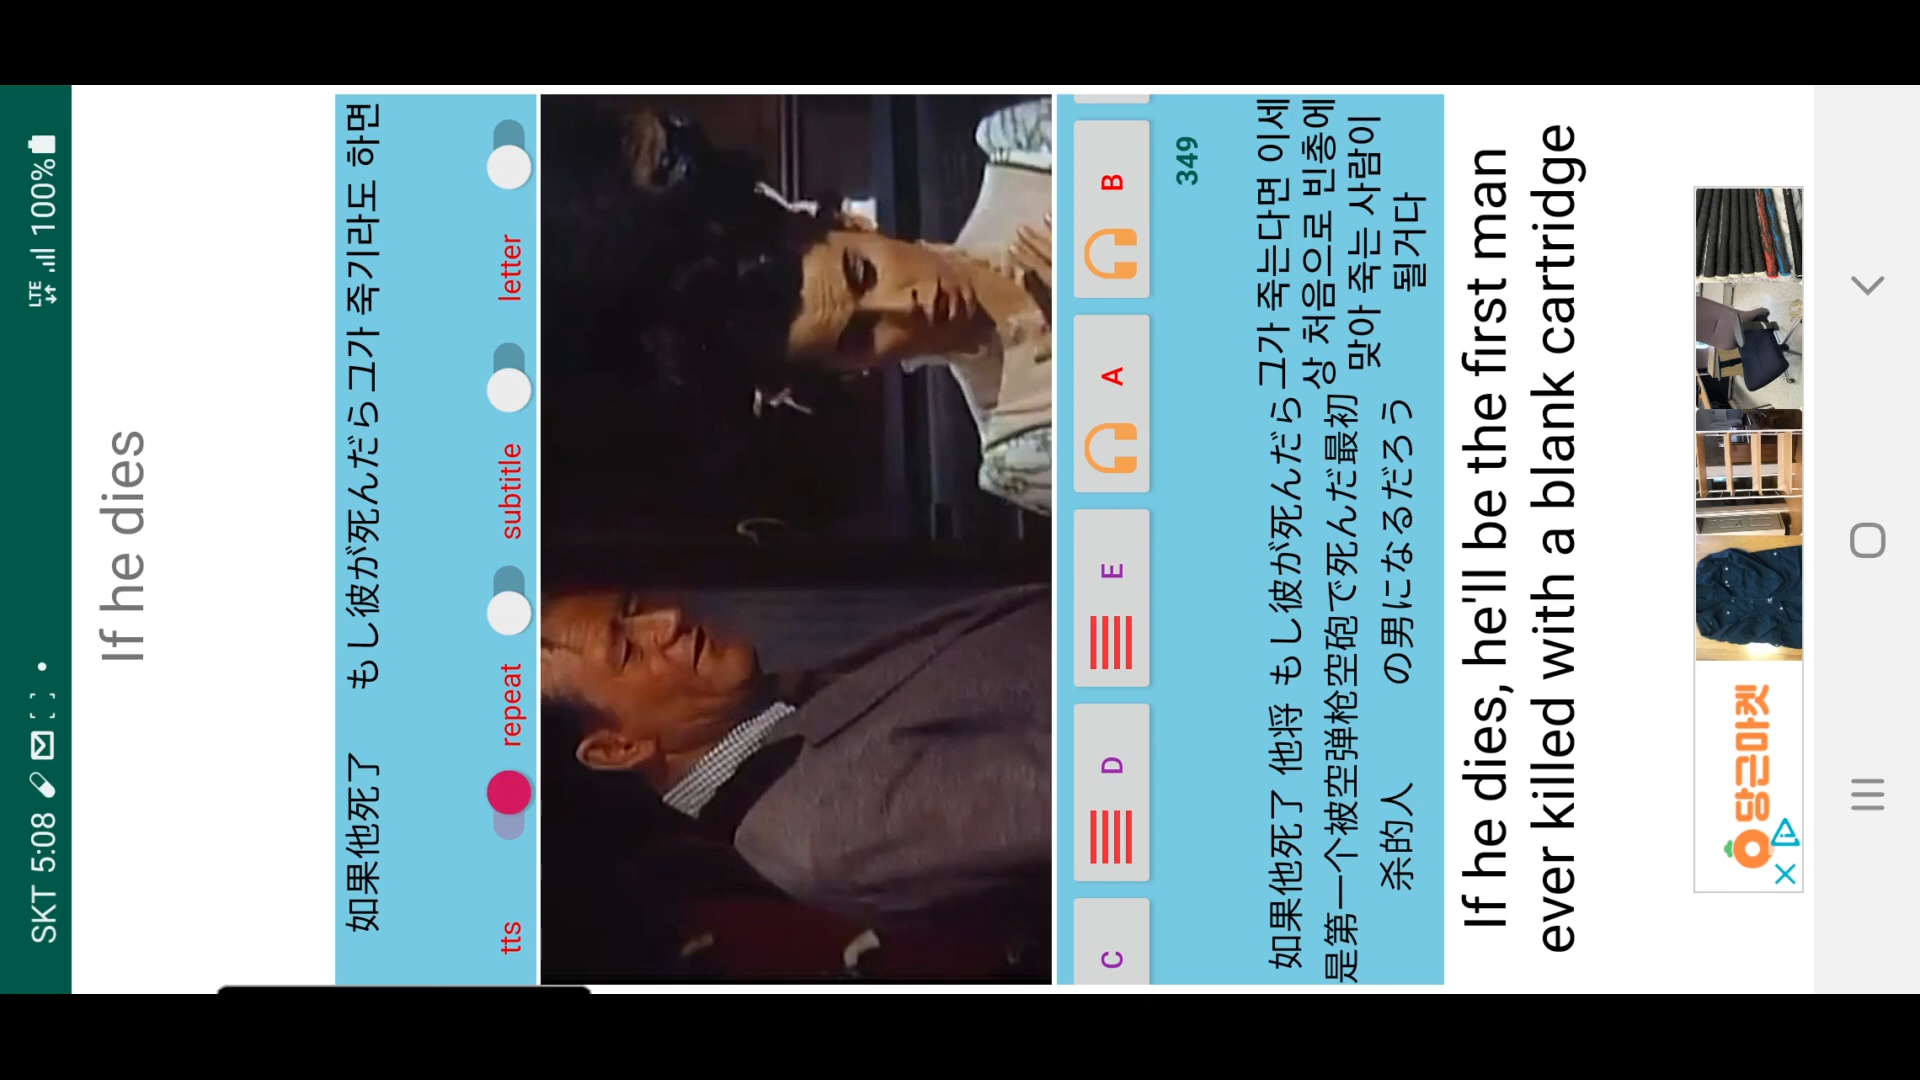 SKT 5:08
LTE
100%
If he dies
如果他死了
もし彼が死んだら
그가 죽기라도 하면
tts
repeat
subtitle
letter
C
D
E
A
B
349
如果他死了 他将
是第一个被空弹枪空砲
杀的人
もし彼が死んだら
で死んだ最初
の男になるだろう
그가 죽는다면 이세
상 처음으로 빈총에
맞아 죽는 사람이
될거다
If he dies, he'll be the first man
ever killed with a blank cartridge
당근마켓